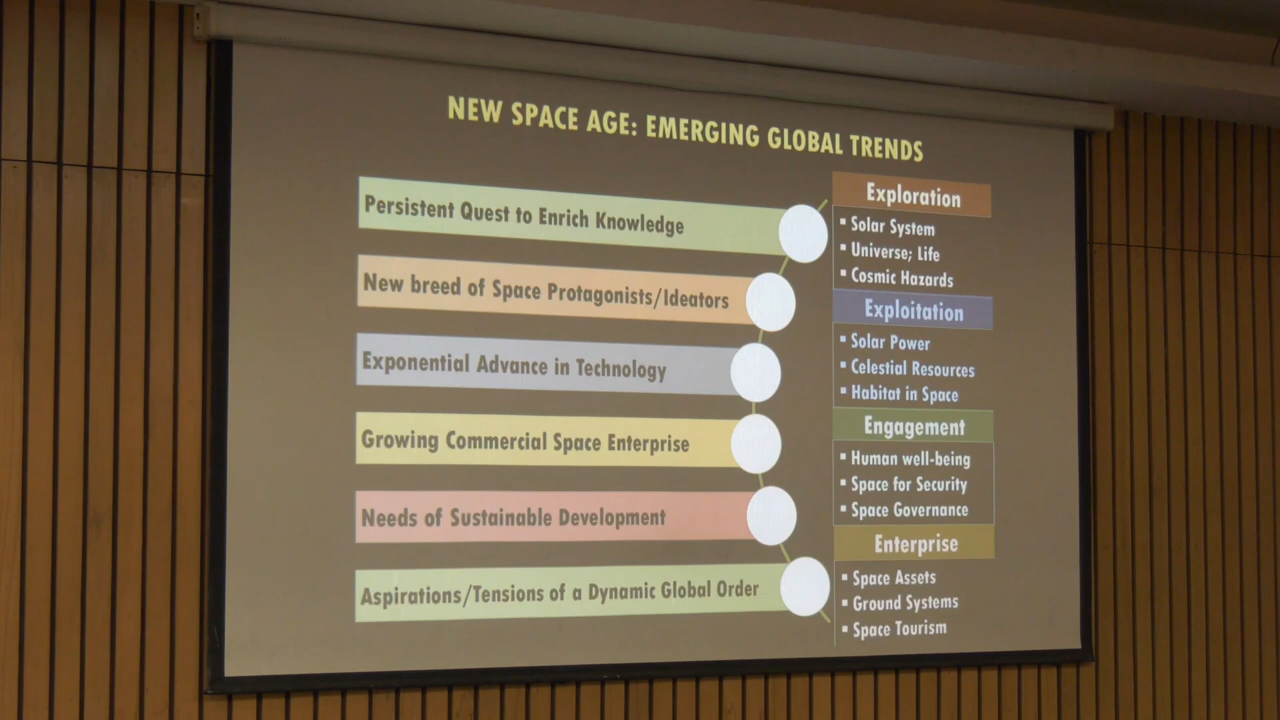 NEW SPACE AGE: EMERGING GLOBAL TRENDS
Persistent Quest to Enrich Knowledge
New breed of Space Protagonists/Ideators
Exponential Advance in Technology
Growing Commercial Space Enterprise
Needs of Sustainable Development
Aspirations/Tensions of a Dynamic Global Order
Exploration
▪ Solar System
▪ Universe; Life
▪ Cosmic Hazards
Exploitation
▪ Solar Power
▪ Celestial Resources
▪ Habitat in Space
Engagement
▪ Human well-being
▪ Space for Security
▪ Space Governance
Enterprise
▪ Space Assets
▪ Ground Systems
▪ Space Tourism